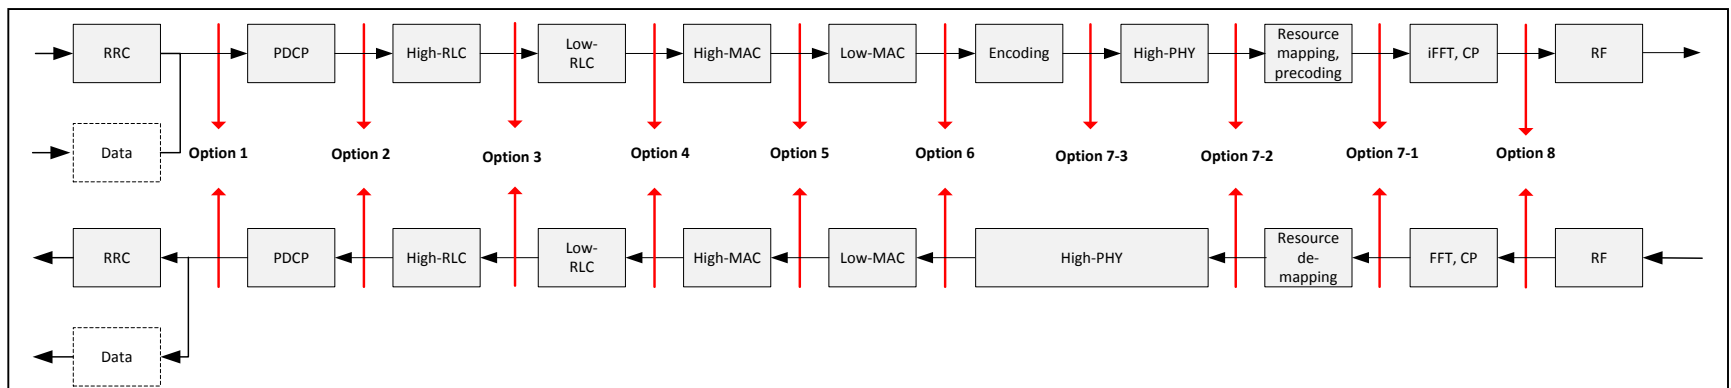 RRC
PDCP
High-RLC
Low-
RLC
High-MAC
Low-MAC
Encoding
High-PHY
Resource
mapping,
precoding
iFFT, CP
RF
Data
Option 1
Option 2
Option 3
Option 4
Option 5
Option 6
Option 7-3
Option 7-2
Option 7-1
Option 8
RRC
PDCP
High-RLC
Low-
RLC
High-MAC
Low-MAC
High-PHY
Resource
de-
mapping
FFT, CP
RF
Data